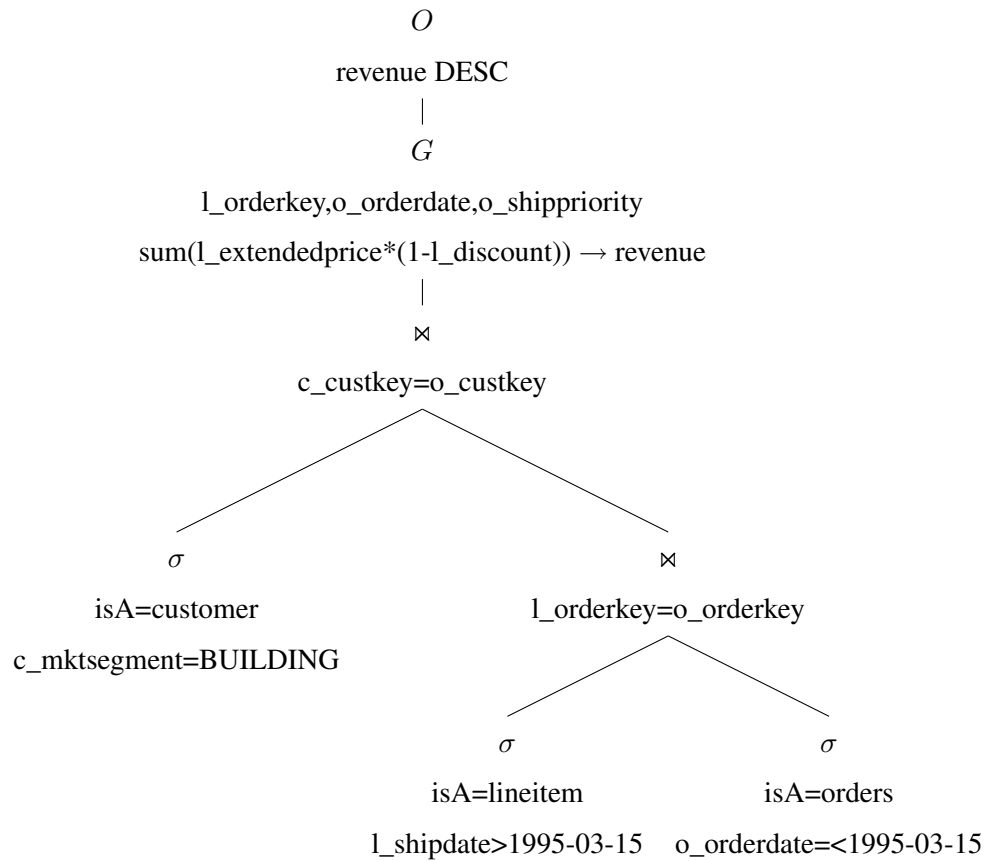 O
revenue DESC
G
l_orderkey,o_orderdate,o_shippriority
sum(l_extendedprice*(1-l_discount)) → revenue
⋈
c_custkey=o_custkey
σ
isA=customer
c_mktsegment=BUILDING
⋈
l_orderkey=o_orderkey
σ
isA=lineitem
l_shipdate>1995-03-15
σ
isA=orders
o_orderdate=<1995-03-15